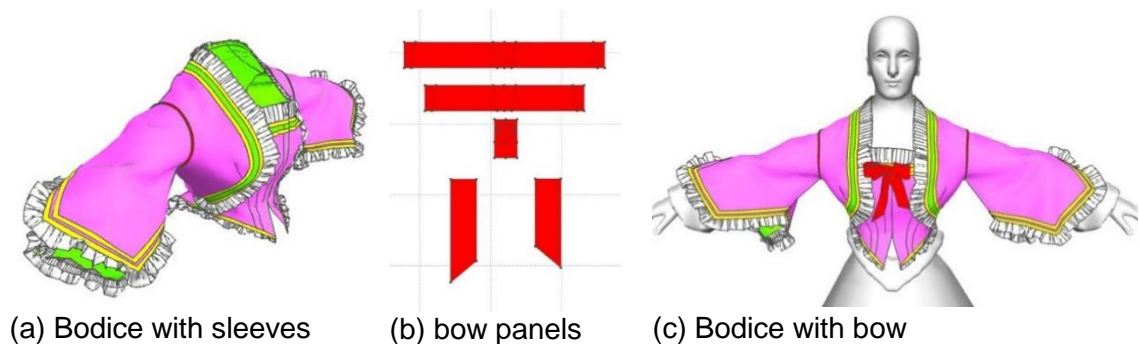 (a) Bodice with sleeves
(b) bow panels
(c) Bodice with bow